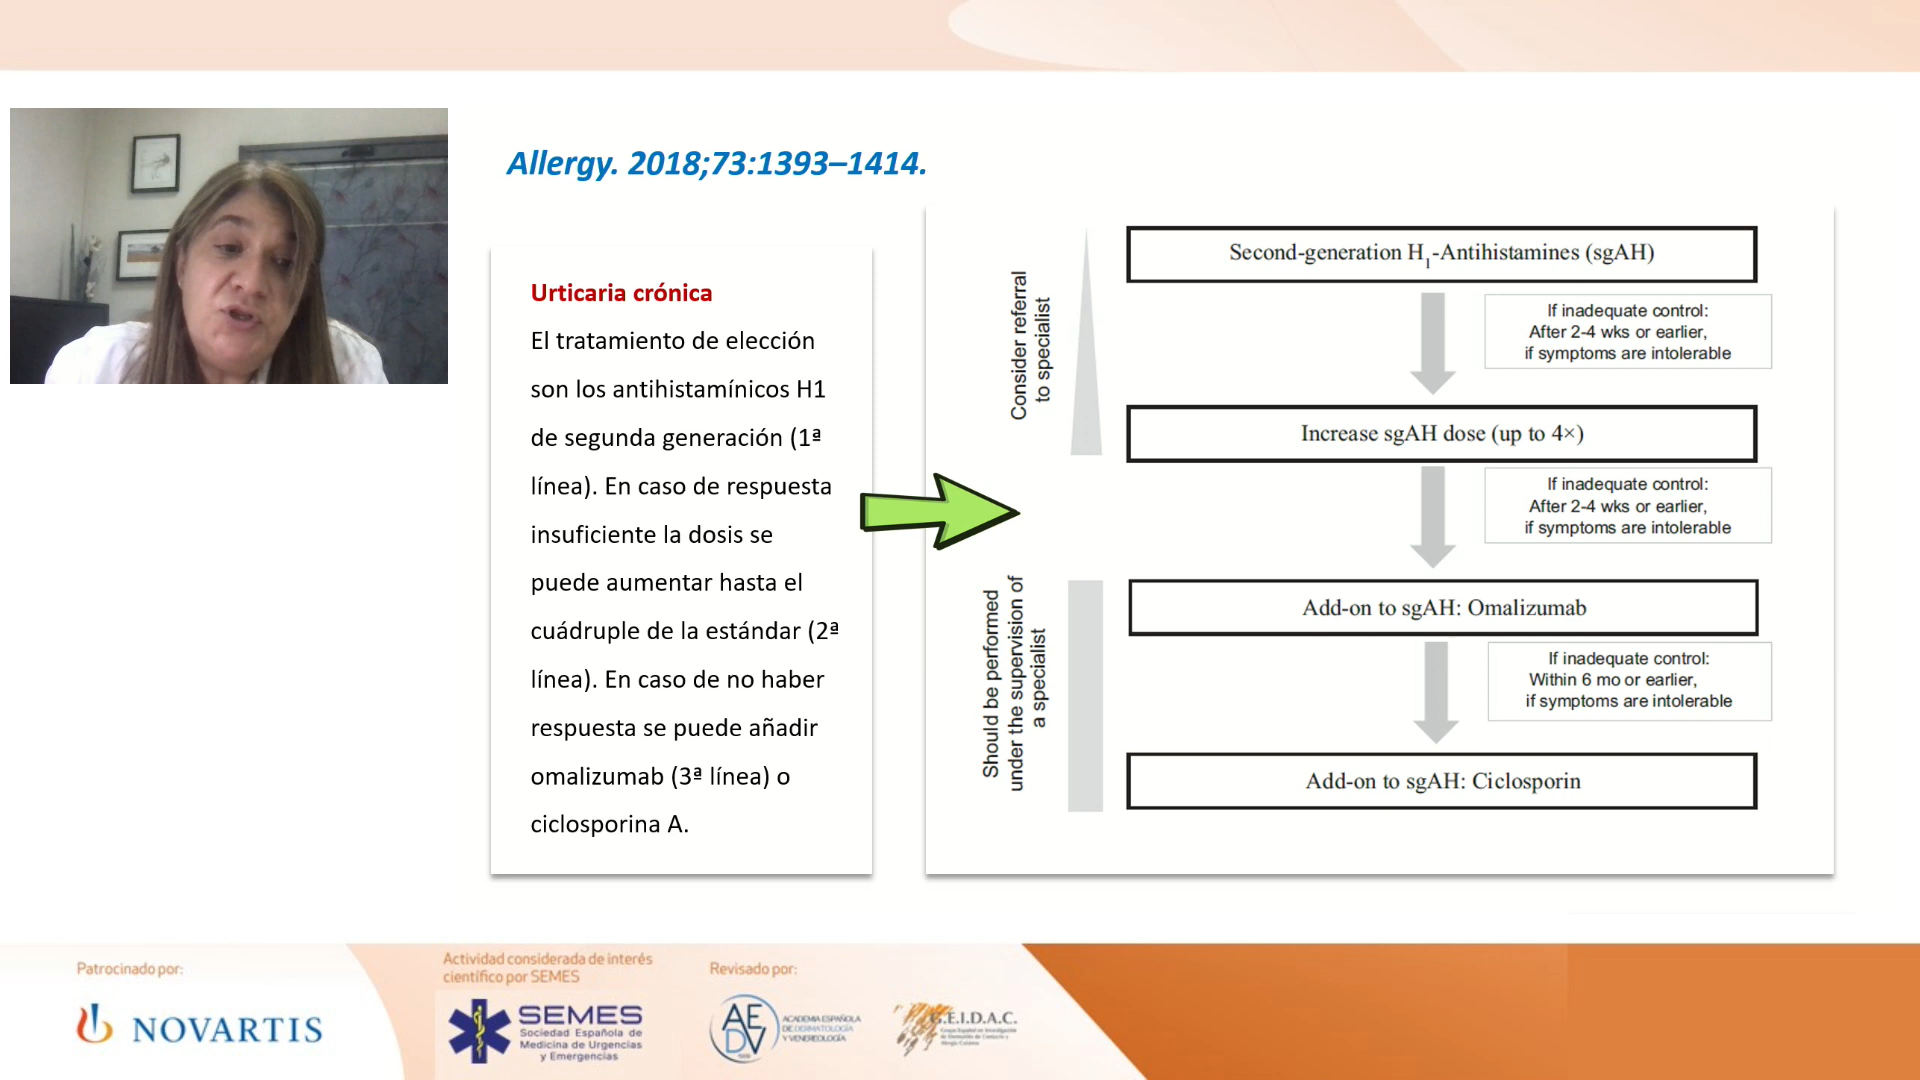 Allergy. 2018;73:1393–1414.
Urticaria crónica
El tratamiento de elección
son los antihistamínicos H1
de segunda generación (1ª
línea). En caso de respuesta
insuficiente la dosis se
puede aumentar hasta el
cuádruple de la estándar (2ª
línea). En caso de no haber
respuesta se puede añadir
omalizumab (3ª línea) o
ciclosporina A.
Consider referral
to specialist
Should be performed
under the supervision of
a specialist
Second-generation H1-Antihistamines (sgAH)
If inadequate control:
After 2-4 wks or earlier,
if symptoms are intolerable
Increase sgAH dose (up to 4×)
If inadequate control:
After 2-4 wks or earlier,
if symptoms are intolerable
Add-on to sgAH: Omalizumab
If inadequate control:
Within 6 mo or earlier,
if symptoms are intolerable
Add-on to sgAH: Ciclosporin
Patrocinado por:
NOVARTIS
Actividad considerada de interés
científico por SEMES
SEMES
Sociedad Española de
Medicina de Urgencias
y Emergencias
Revisado por:
AEDV
ACADEMIA ESPAÑOLA
DE DERMATOLOGÍA
Y VENEREOLOGÍA
G.E.I.D.A.C.